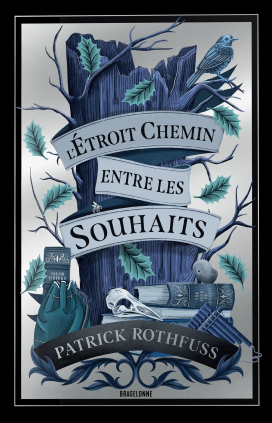 L'ÉTROIT CHEMIN
ENTRE LES
SOUHAITS
PATRICK ROTHFUSS
BRAGELONNE